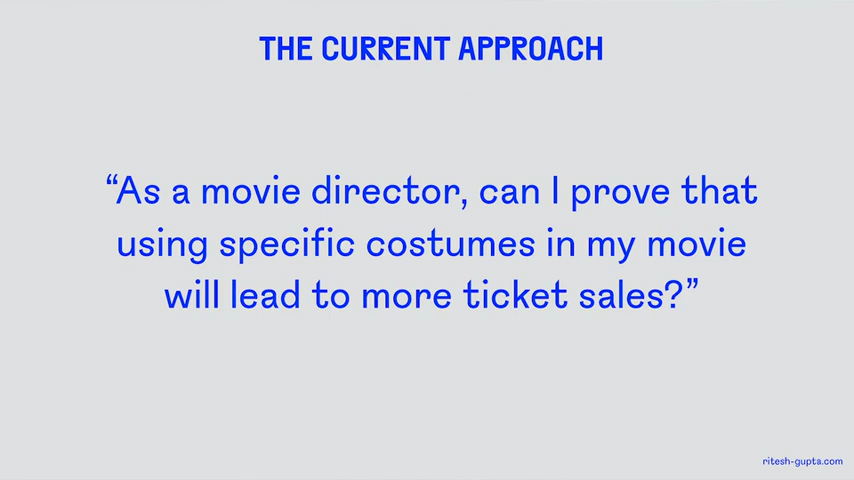 THE CURRENT APPROACH
“As a movie director, can I prove that
using specific costumes in my movie
will lead to more ticket sales?”
ritesh-gupta.com